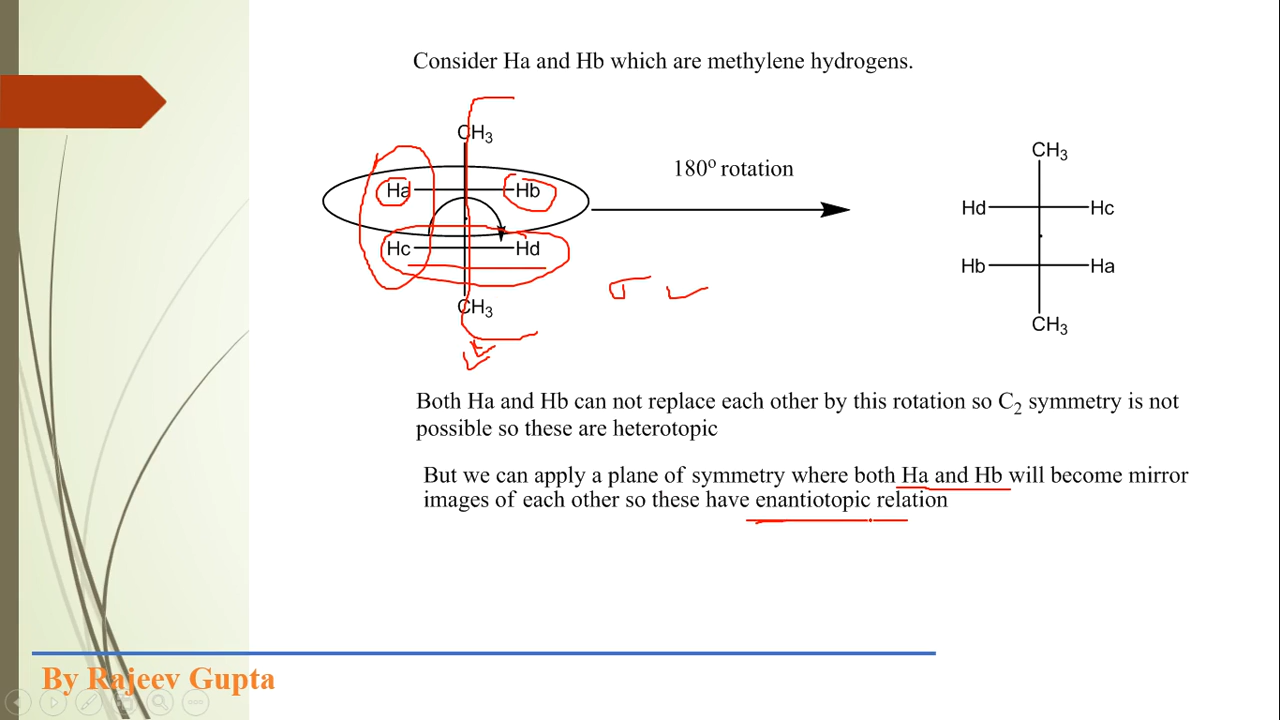 Consider Ha and Hb which are methylene hydrogens.
CH3
Ha Hb
Hc Hd
CH3
180º rotation
σ
CH3
Hd Hc
Hb Ha
CH3
Both Ha and Hb can not replace each other by this rotation so C2 symmetry is not
possible so these are heterotopic
But we can apply a plane of symmetry where both Ha and Hb will become mirror
images of each other so these have enantiotopic relation
By Rajeev Gupta